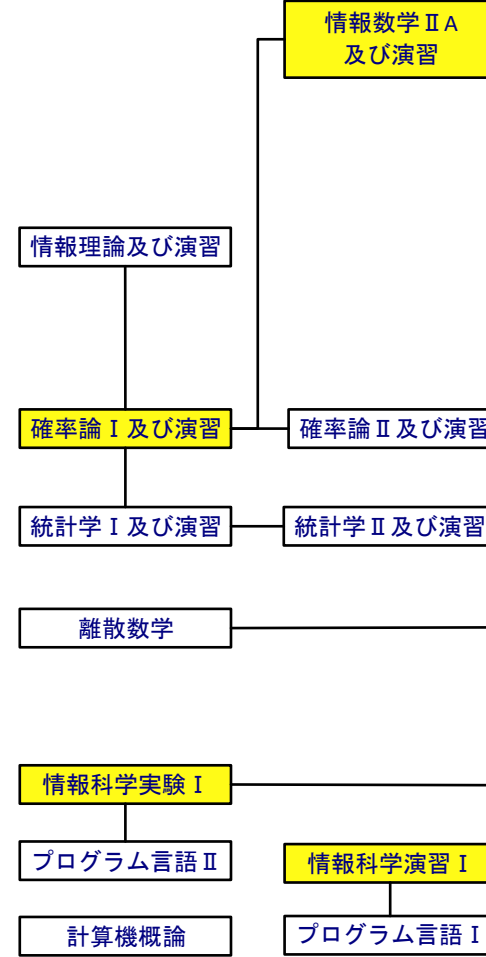 情報数学ⅡA
及び演習
情報理論及び演習
確率論Ⅰ及び演習
確率論Ⅱ及び演習
統計学Ⅰ及び演習
統計学Ⅱ及び演習
離散数学
情報科学実験Ⅰ
プログラム言語Ⅱ
情報科学演習Ⅰ
計算機概論
プログラム言語Ⅰ